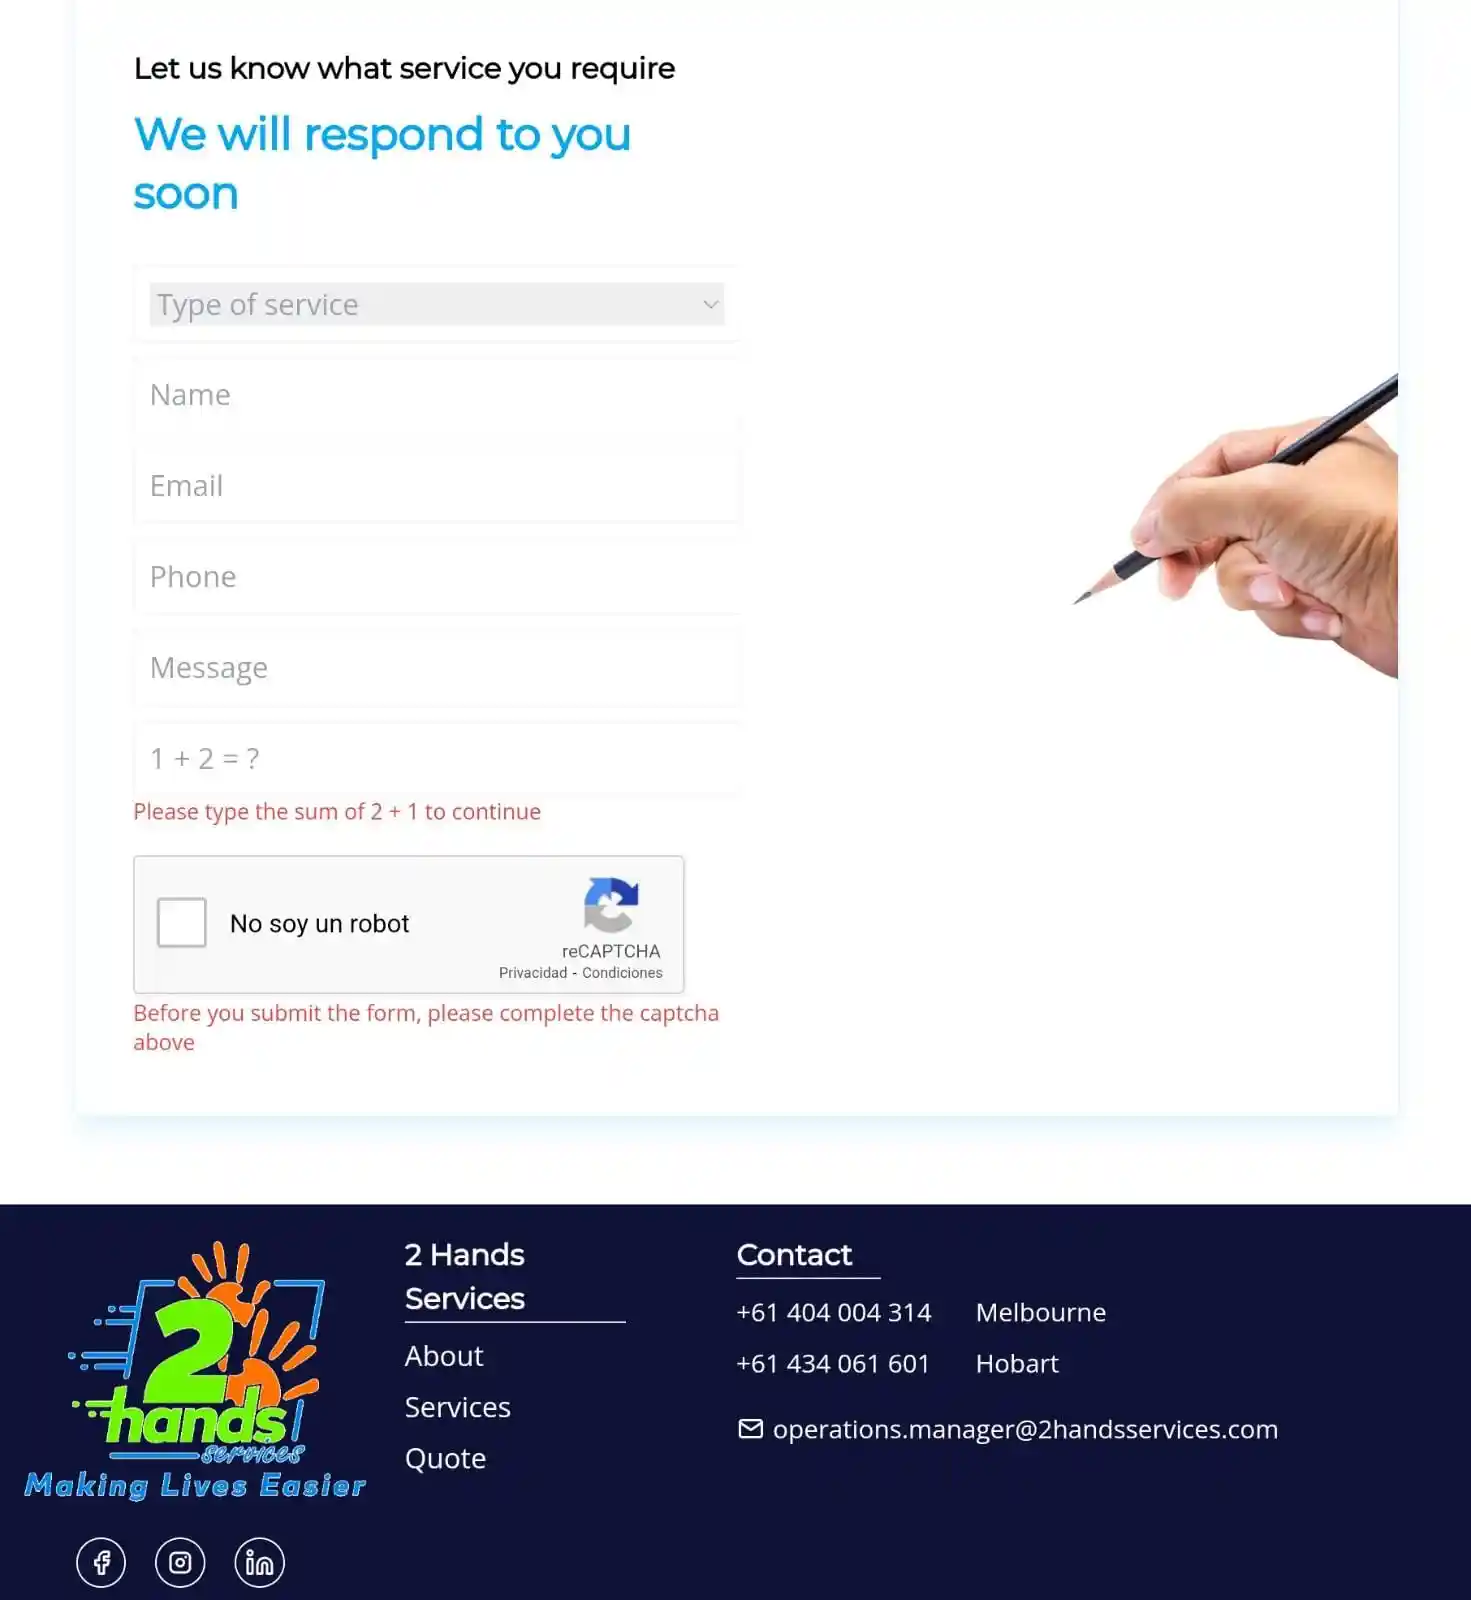 Let us know what service you require
We will respond to you
soon
Type of service
Name
Email
Phone
Message
1 + 2 = ?
Please type the sum of 2 + 1 to continue
No soy un robot
reCAPTCHA
Privacidad - Condiciones
Before you submit the form, please complete the captcha
above
2
hands
services
Making Lives Easier
2 Hands
Services
About
Services
Quote
Contact
+61 404 004 314 Melbourne
+61 434 061 601 Hobart
operations.manager@2handsservices.com